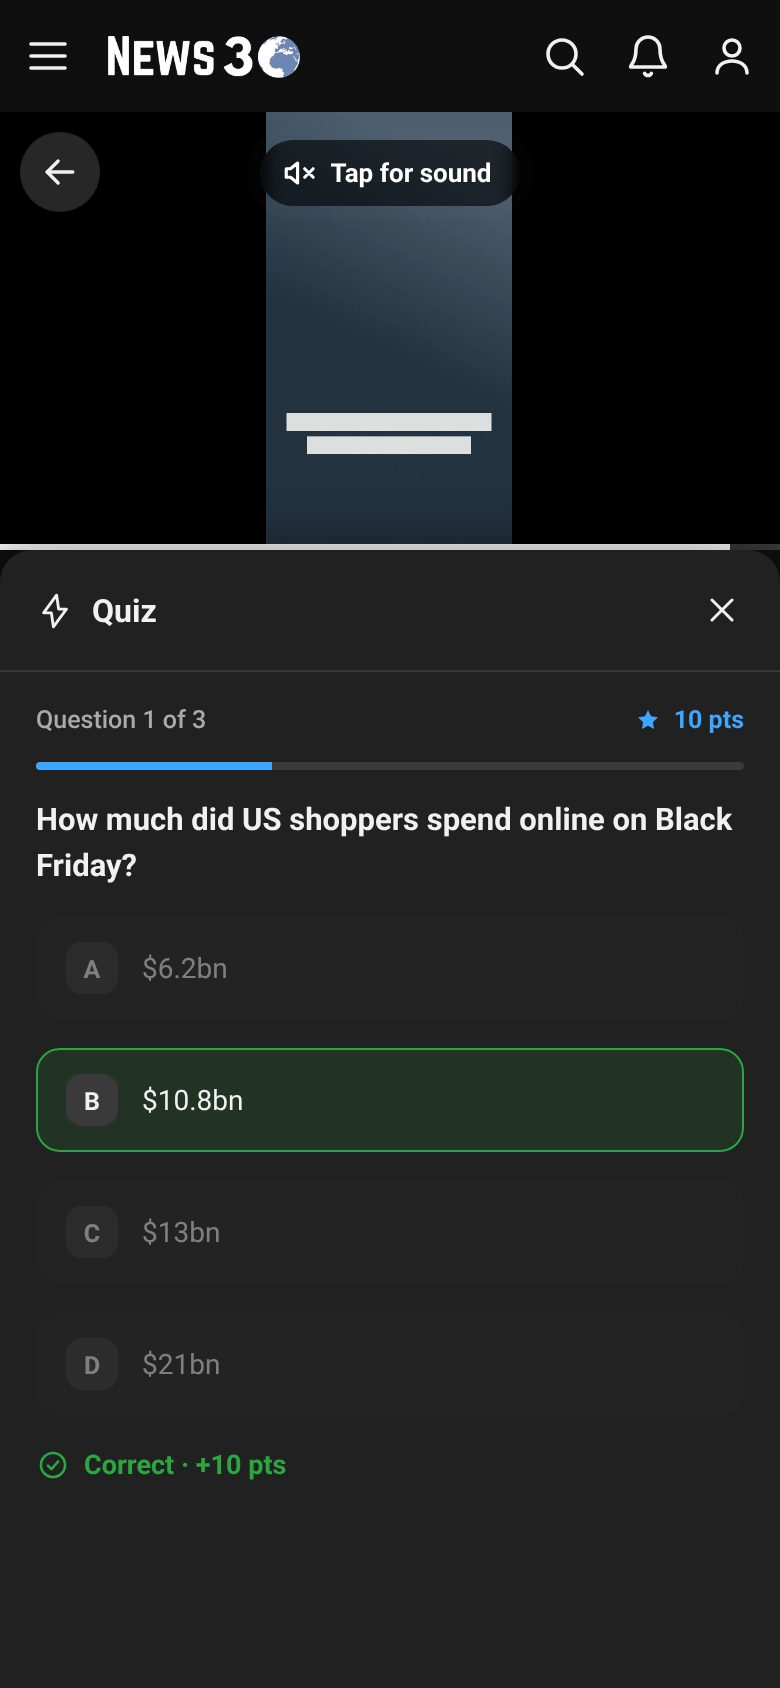 NEWS 30
Tap for sound
Quiz
Question 1 of 3
10 pts
How much did US shoppers spend online on Black
Friday?
A $6.2bn
B $10.8bn
C $13bn
D $21bn
Correct · +10 pts